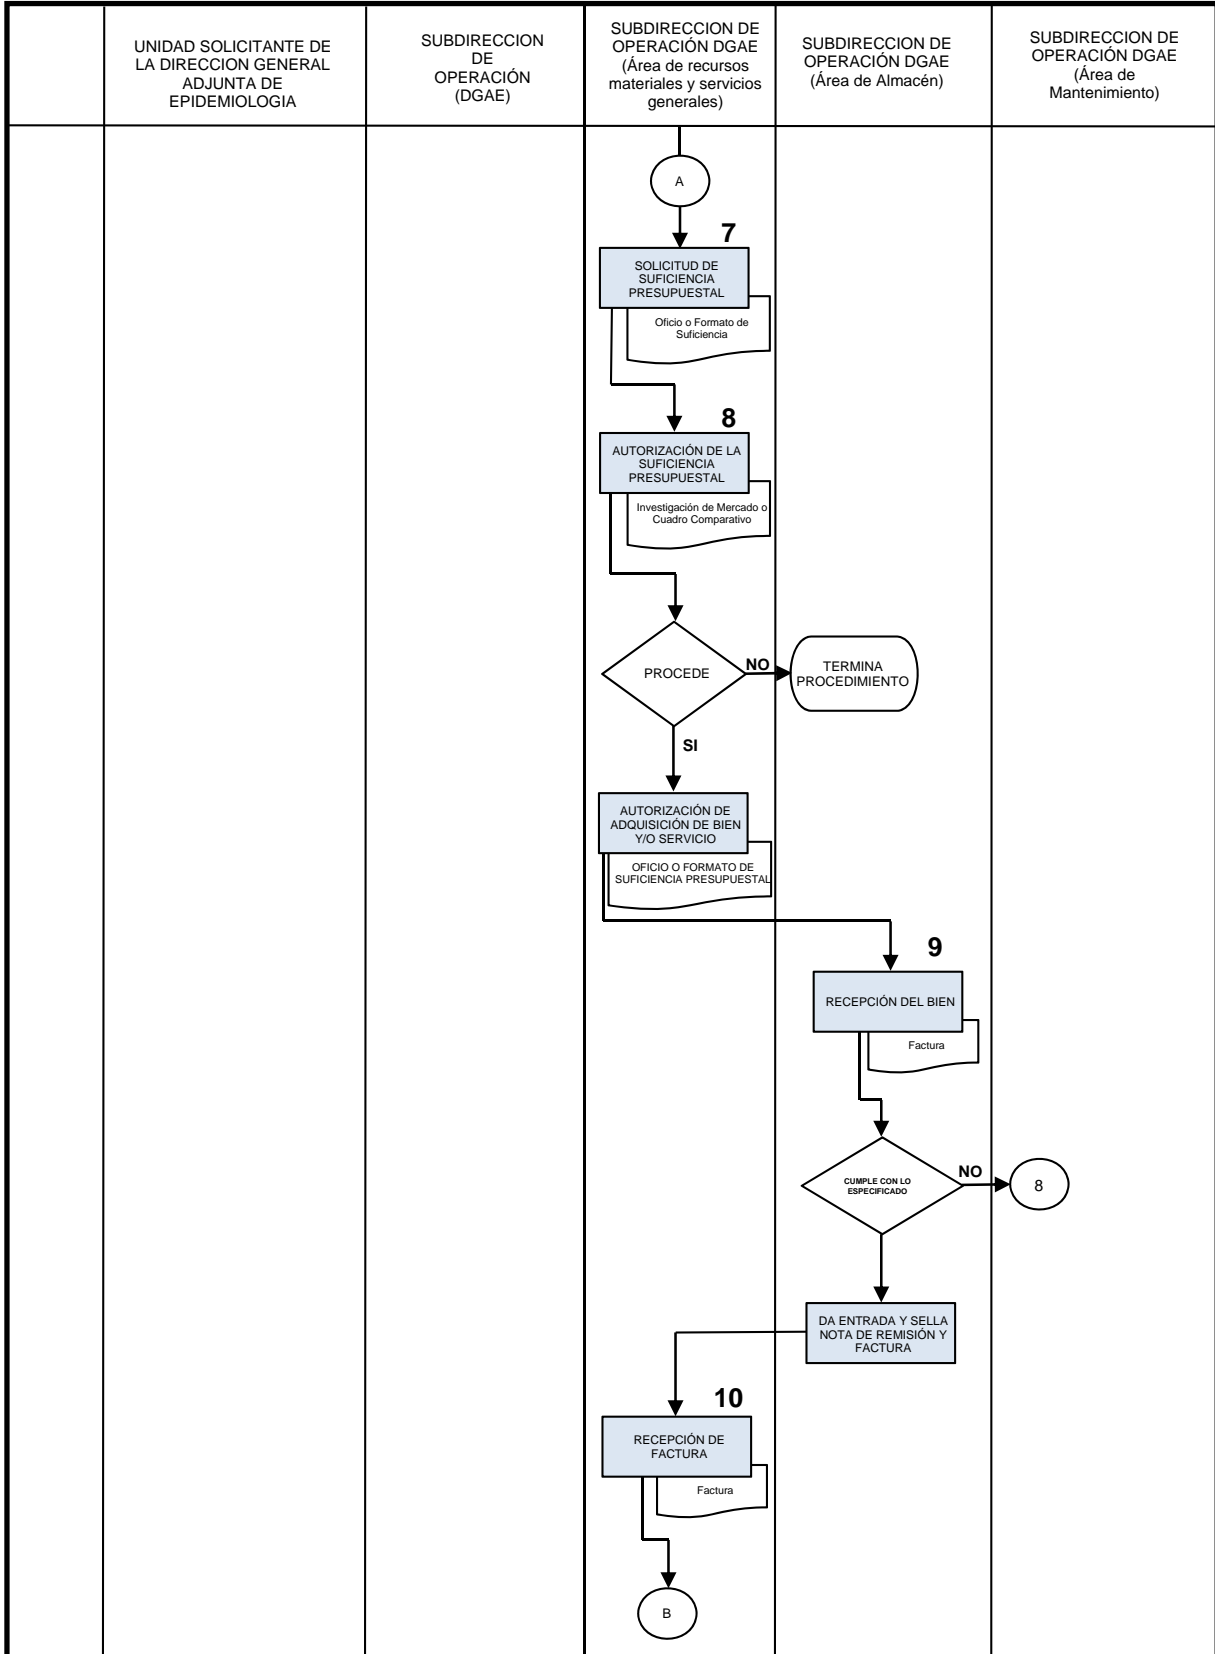 UNIDAD SOLICITANTE DE
LA DIRECCION GENERAL
ADJUNTA DE
EPIDEMIOLOGIA
SUBDIRECCION
DE
OPERACIÓN
(DGAE)
SUBDIRECCION DE
OPERACIÓN DGAE
(Área de recursos
materiales y servicios
generales)
SUBDIRECCION DE
OPERACIÓN DGAE
(Área de Almacén)
SUBDIRECCION DE
OPERACIÓN DGAE
(Área de
Mantenimiento)
A
7
SOLICITUD DE
SUFICIENCIA
PRESUPUESTAL
Oficio o Formato de
Suficiencia
8
AUTORIZACIÓN DE LA
SUFICIENCIA
PRESUPUESTAL
Investigación de Mercado o
Cuadro Comparativo
PROCEDE
NO
TERMINA
PROCEDIMIENTO
SI
AUTORIZACIÓN DE
ADQUISICIÓN DE BIEN
Y/O SERVICIO
OFICIO O FORMATO DE
SUFICIENCIA PRESUPUESTAL
9
RECEPCIÓN DEL BIEN
Factura
CUMPLE CON LO
ESPECIFICADO
NO
8
DA ENTRADA Y SELLA
NOTA DE REMISIÓN Y
FACTURA
10
RECEPCIÓN DE
FACTURA
Factura
B